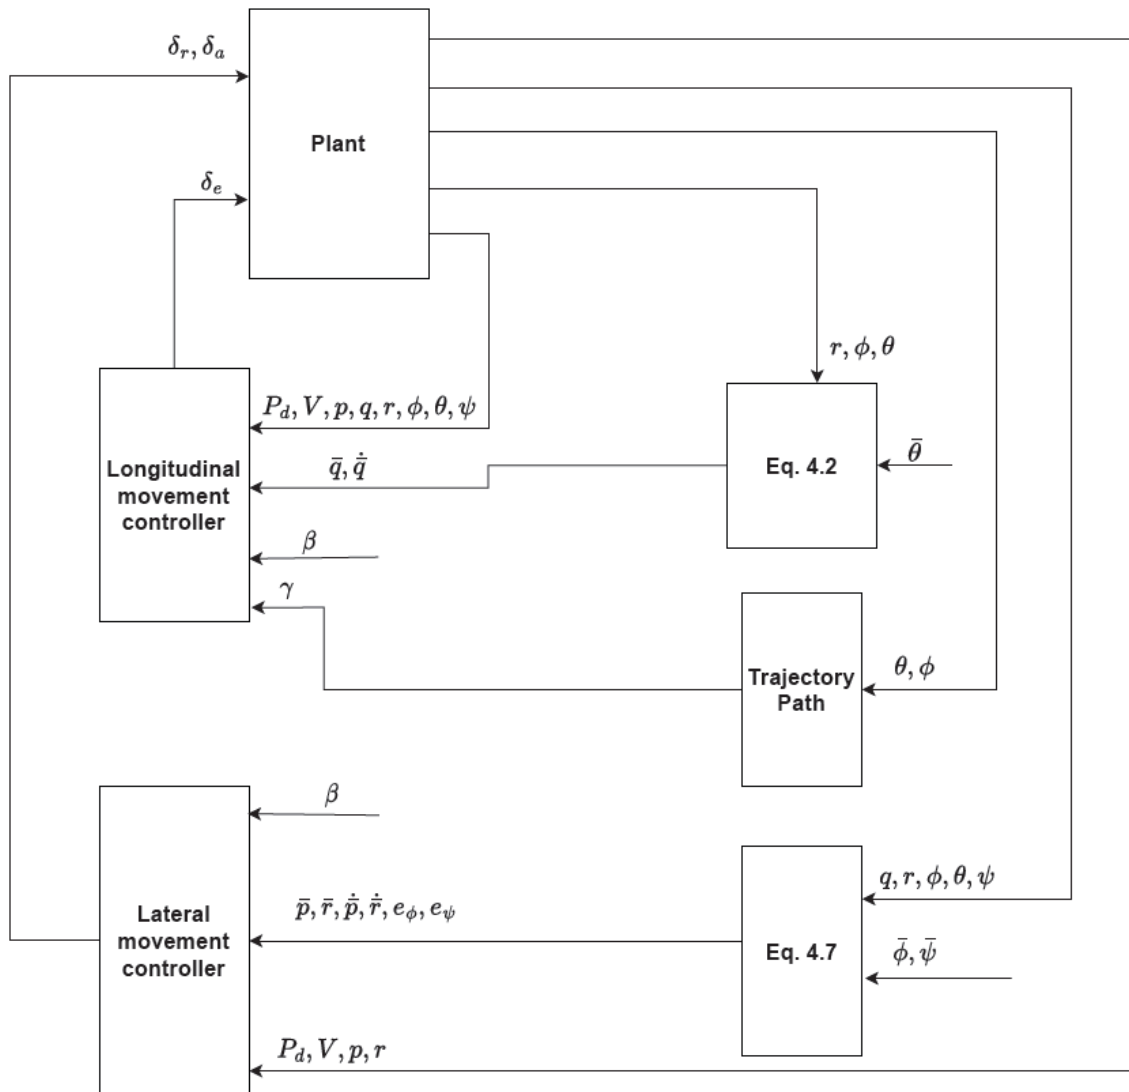 δ_r, δ_a
Plant
δ_e
r, ϕ, θ
P_d, V, p, q, r, ϕ, θ, ψ
Longitudinal
movement
controller
q̄, q̄̇
Eq. 4.2
θ̄
β
γ
Trajectory
Path
θ, ϕ
β
q, r, ϕ, θ, ψ
p̄, r̄, p̄̇, r̄̇, e_ϕ, e_ψ
Lateral
movement
controller
Eq. 4.7
ϕ̄, ψ̄
P_d, V, p, r